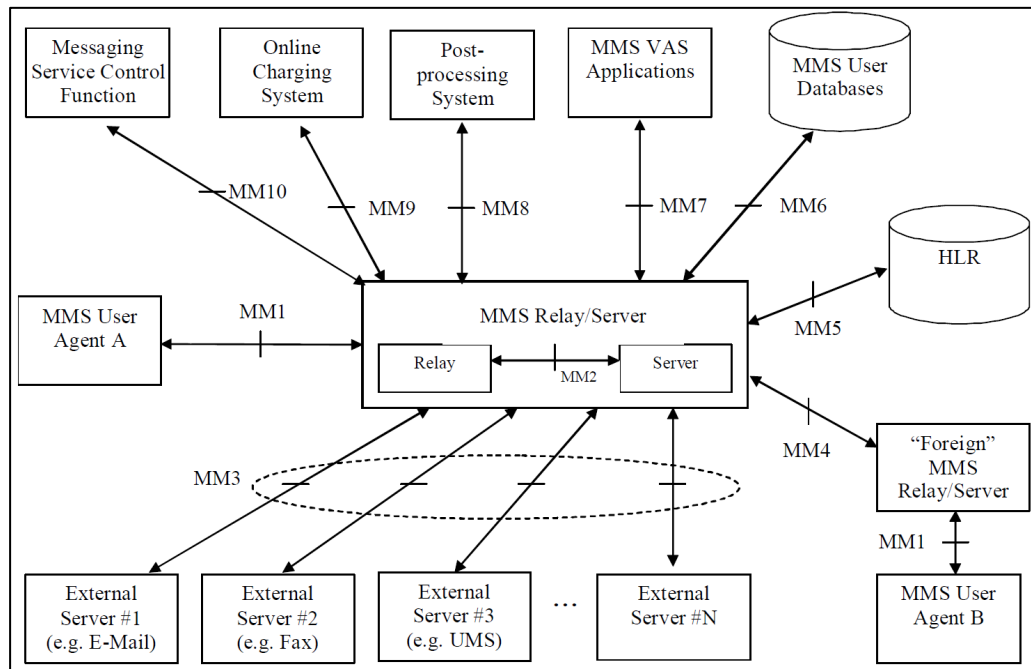 Messaging
Service Control
Function
Online
Charging
System
Post-
processing
System
MMS VAS
Applications
MMS User
Databases
MM10
MM9
MM8
MM7
MM6
HLR
MMS User
Agent A
MM1
MMS Relay/Server
MM5
Relay
MM2
Server
MM4
“Foreign”
MMS
Relay/Server
MM3
MM1
External
Server #1
(e.g. E-Mail)
External
Server #2
(e.g. Fax)
External
Server #3
(e.g. UMS)
...
External
Server #N
MMS User
Agent B